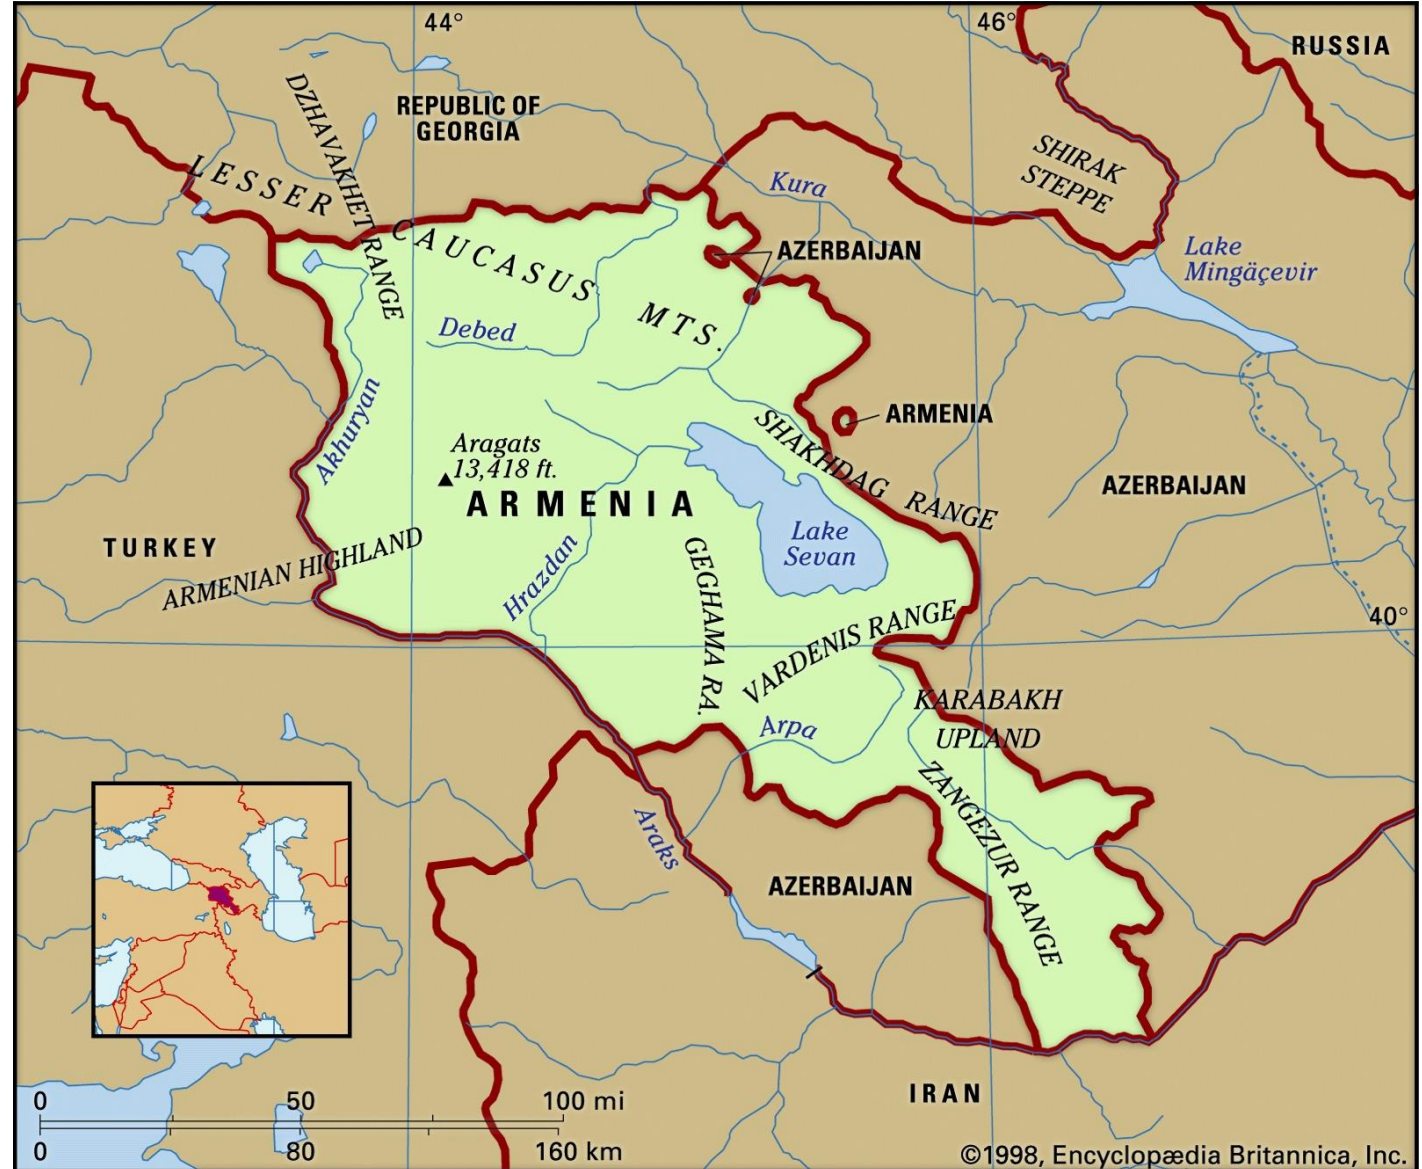 44°
46°
RUSSIA
REPUBLIC OF
GEORGIA
DZHAVAKHET RANGE
SHIRAK
STEPPE
LESSER
Kura
CAUCASUS
MTS.
AZERBAIJAN
Lake
Mingäçevir
Debed
Akhuryan
ARMENIA
SHAKHDAG RANGE
Aragats
13,418 ft.
ARMENIA
AZERBAIJAN
Lake
Sevan
TURKEY
ARMENIAN HIGHLAND
Hrazdan
GEGHAMA RA.
VARDENIS RANGE
40°
KARABAKH
UPLAND
Arpa
ZANGEZUR RANGE
Araks
AZERBAIJAN
IRAN
0 50 100 mi
0 80 160 km
©1998, Encyclopædia Britannica, Inc.